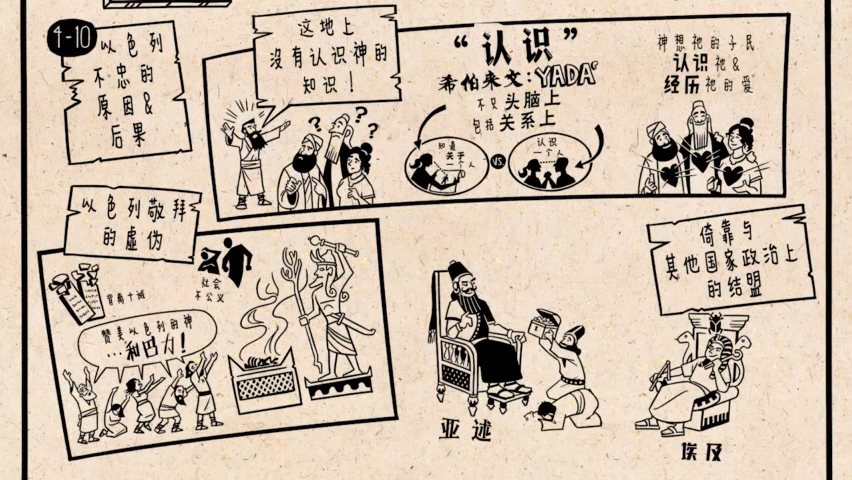 4-10
以色列
不忠的
原因&
后果
这地上
没有认识神的
知识！
“认识”
希伯来文：YADA‘
不只头脑上
包括关系上
知道
关于
一个人
VS.
认识
一个人
神想祂的子民
认识祂&
经历祂的爱
?
?
?
以色列敬拜
的虚伪
背离十诫
社会
不公义
赞美以色列的神
...和巴力！
亚述
倚靠与
其他国家政治上
的结盟
埃及